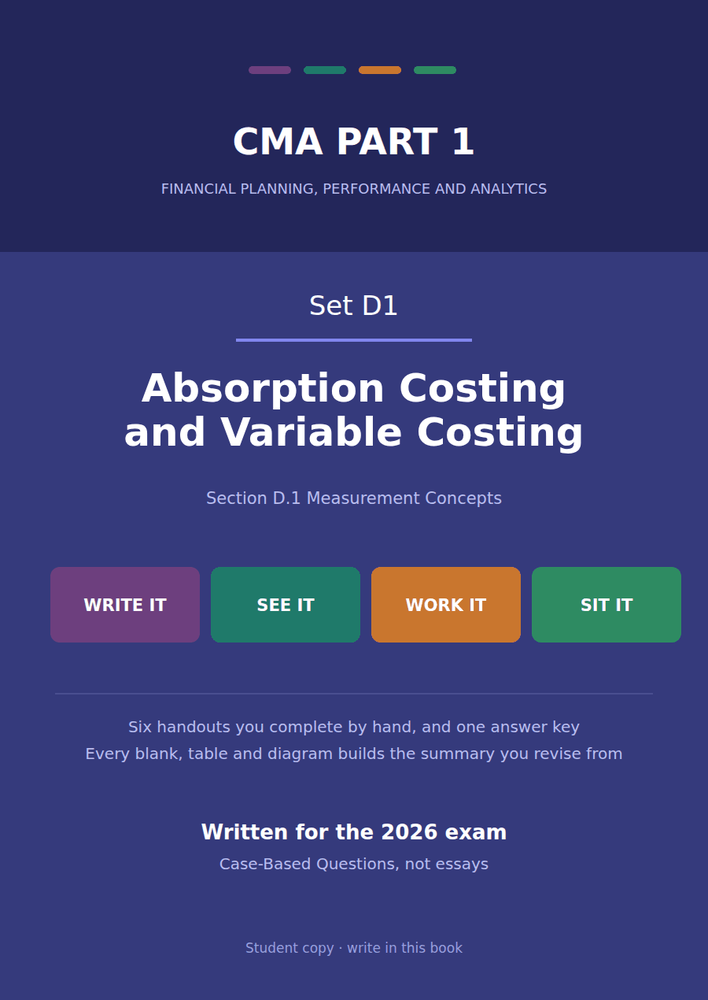 CMA PART 1
FINANCIAL PLANNING, PERFORMANCE AND ANALYTICS
Set D1
Absorption Costing
and Variable Costing
Section D.1 Measurement Concepts
WRITE IT
SEE IT
WORK IT
SIT IT
Six handouts you complete by hand, and one answer key
Every blank, table and diagram builds the summary you revise from
Written for the 2026 exam
Case-Based Questions, not essays
Student copy · write in this book